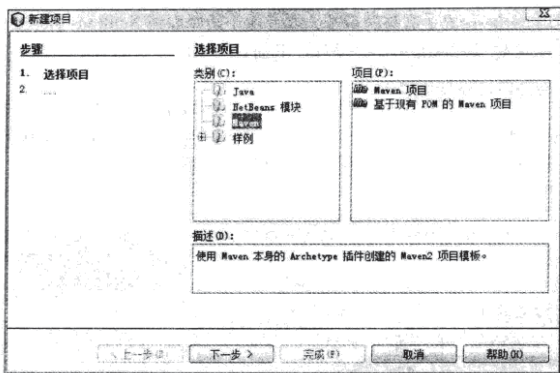 新建项目
步骤
1. 选择项目
2. ...
选择项目
类别(C):
Java
NetBeans 模块
样例
项目(P):
Maven 项目
基于现有 POM 的 Maven 项目
描述(D):
使用 Maven 本身的 Archetype 插件创建的 Maven2 项目模板。
下一步 >
完成(F)
取消
帮助(H)